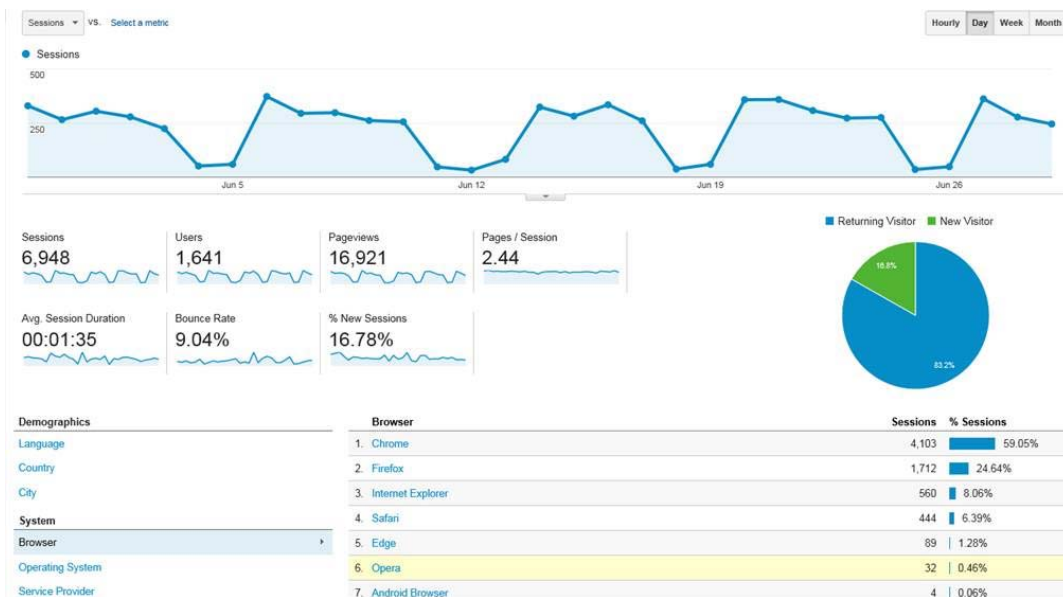 Sessions VS. Select a metric Hourly Day Week Month
Sessions
500
250
Jun 5 Jun 12 Jun 19 Jun 26
Returning Visitor New Visitor
Sessions Users Pageviews Pages / Session
6,948 1,641 16,921 2.44
16.8%
Avg. Session Duration Bounce Rate % New Sessions
00:01:35 9.04% 16.78%
83.2%
Demographics Browser Sessions % Sessions
Language 1. Chrome 4,103 59.05%
Country 2. Firefox 1,712 24.64%
City 3. Internet Explorer 560 8.06%
System 4. Safari 444 6.39%
Browser 5. Edge 89 1.28%
Operating System 6. Opera 32 0.46%
Service Provider 7. Android Browser 4 0.06%